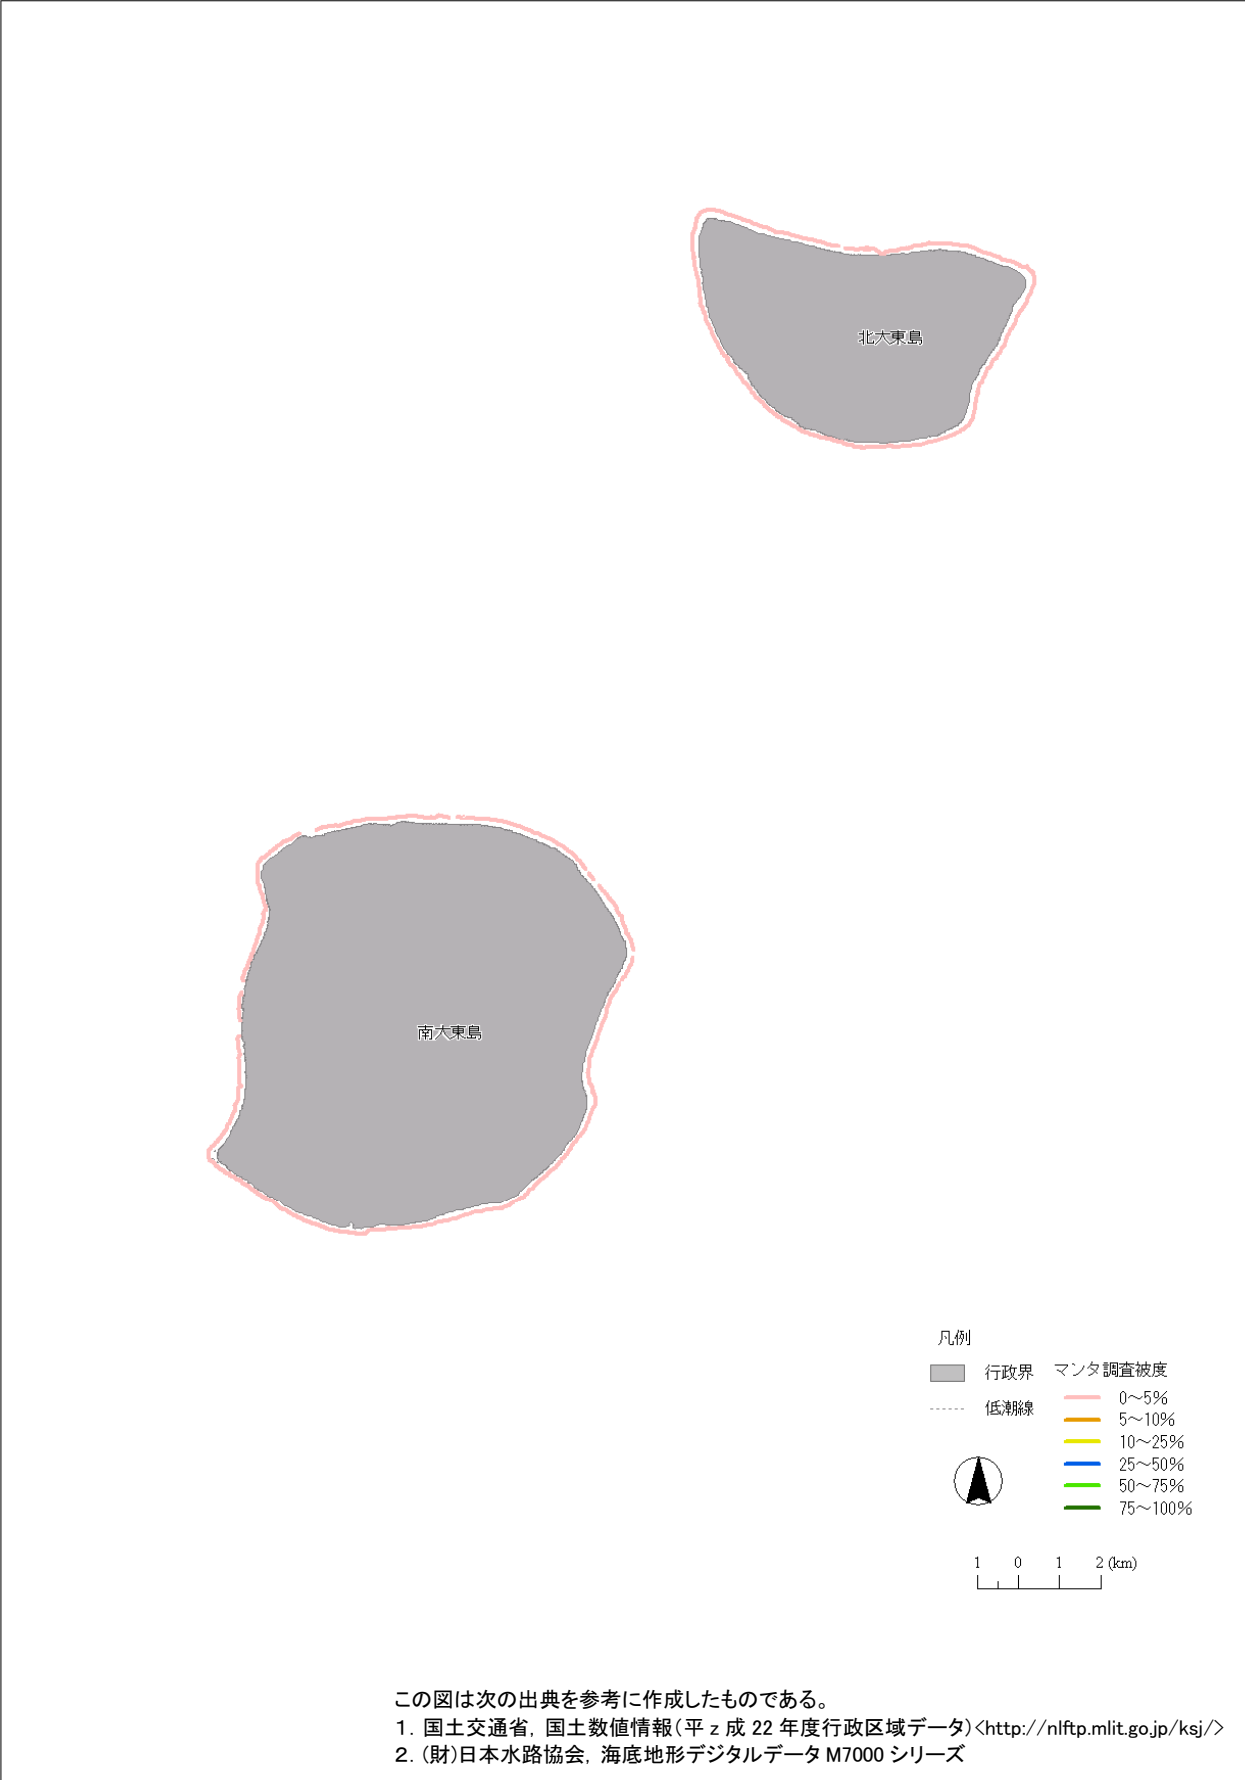 北大東島
南大東島
凡例
行政界
低潮線
マンタ調査被度
0～5%
5～10%
10～25%
25～50%
50～75%
75～100%
1 0 1 2 (km)
この図は次の出典を参考に作成したものである。
１．国土交通省，国土数値情報（平 z 成 22 年度行政区域データ）<http://nlftp.mlit.go.jp/ksj/>
２．(財)日本水路協会，海底地形デジタルデータ M7000 シリーズ